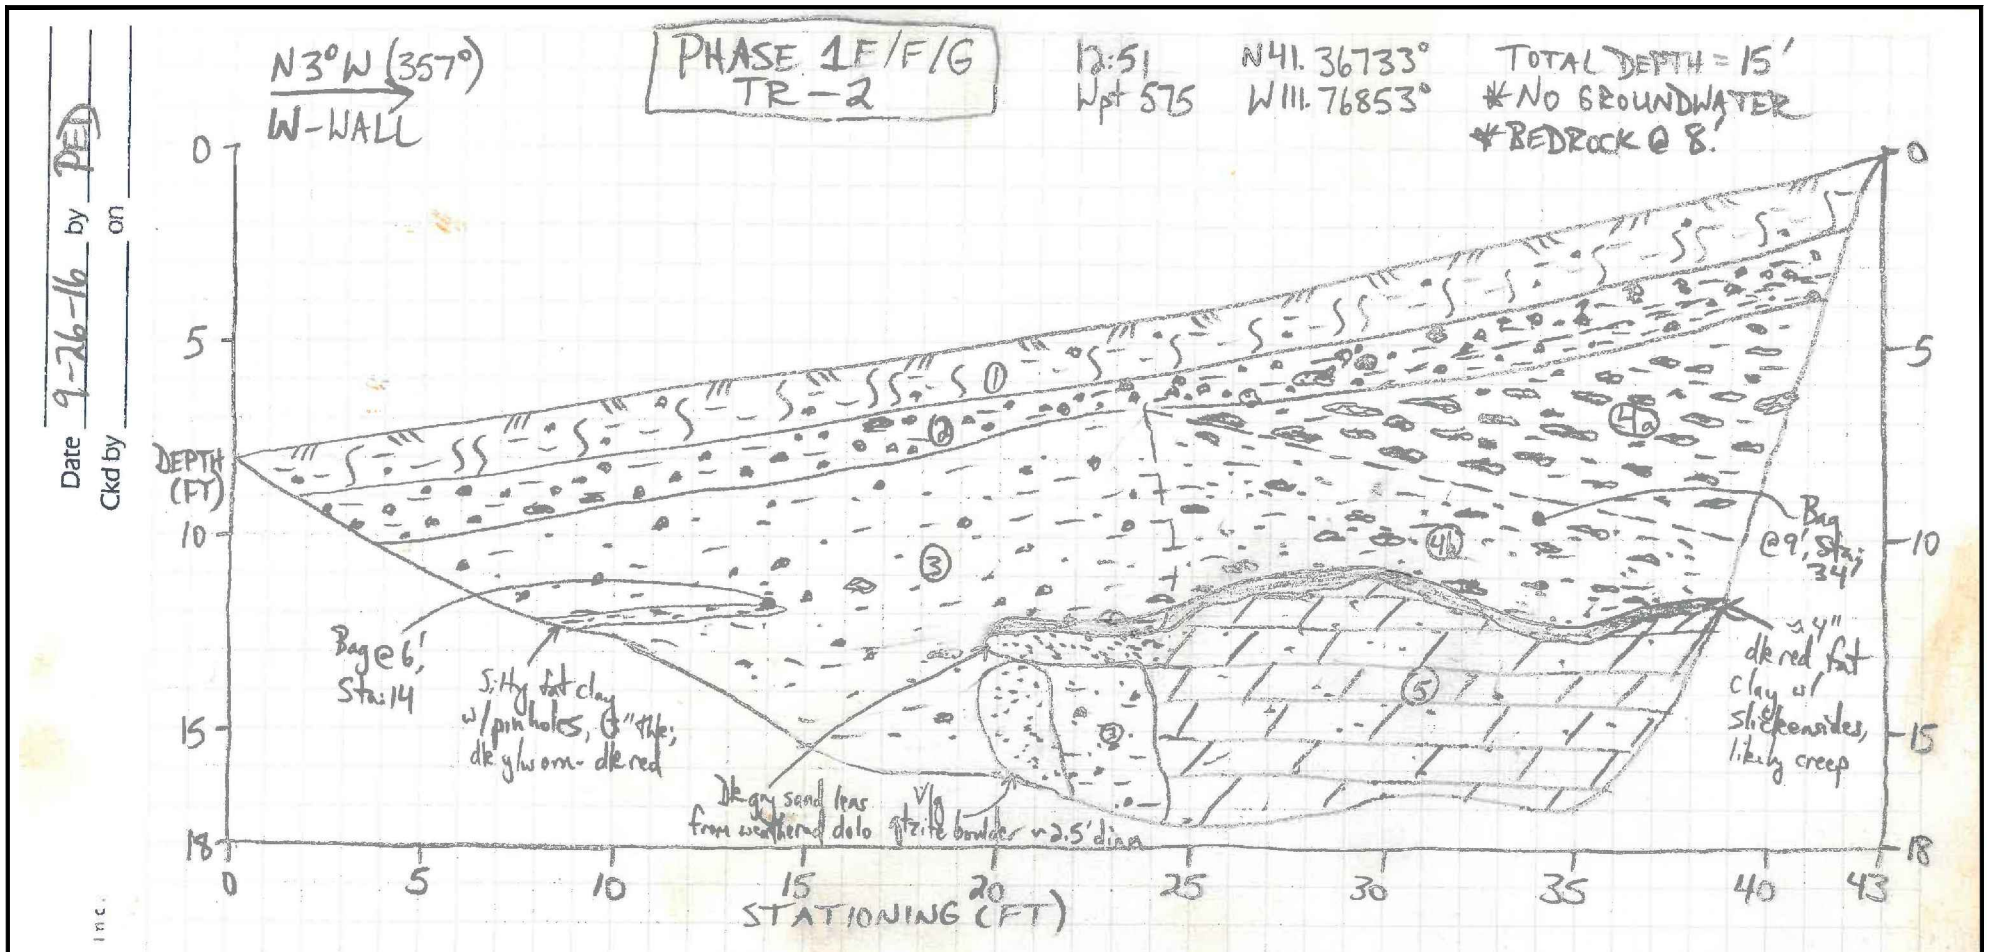 Date 9-26-16 by PED
Ckd by on
Inc.
N3°W (357°)
W-WALL
PHASE 1E/F/G
TR-2
12:51
Wpt 575
N41.36733°
W111.76853°
TOTAL DEPTH = 15'
*NO GROUNDWATER
*BEDROCK @ 8'
0
5
DEPTH
(FT)
10
15
18
0
5
10
15
18
1
2
3
4a
4b
3
5
Bag @ 6',
Sta: 14
Silty fat clay
w/ pinholes, 6" thk;
dk ylw orn - dk red
Dk gry sand lens
from weathered dolo
V/g
qtzite boulder ~2.5' diam
Bag
@ 9', Sta:
34'
~4"
dk red fat
clay w/
slickensides,
likely creep
0 5 10 15 20 25 30 35 40 43
STATIONING (FT)